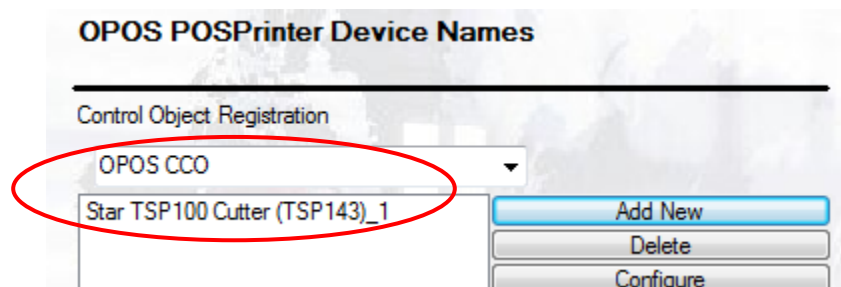 OPOS POSPrinter Device Names
Control Object Registration
OPOS CCO
Star TSP100 Cutter (TSP143)_1
Add New
Delete
Configure